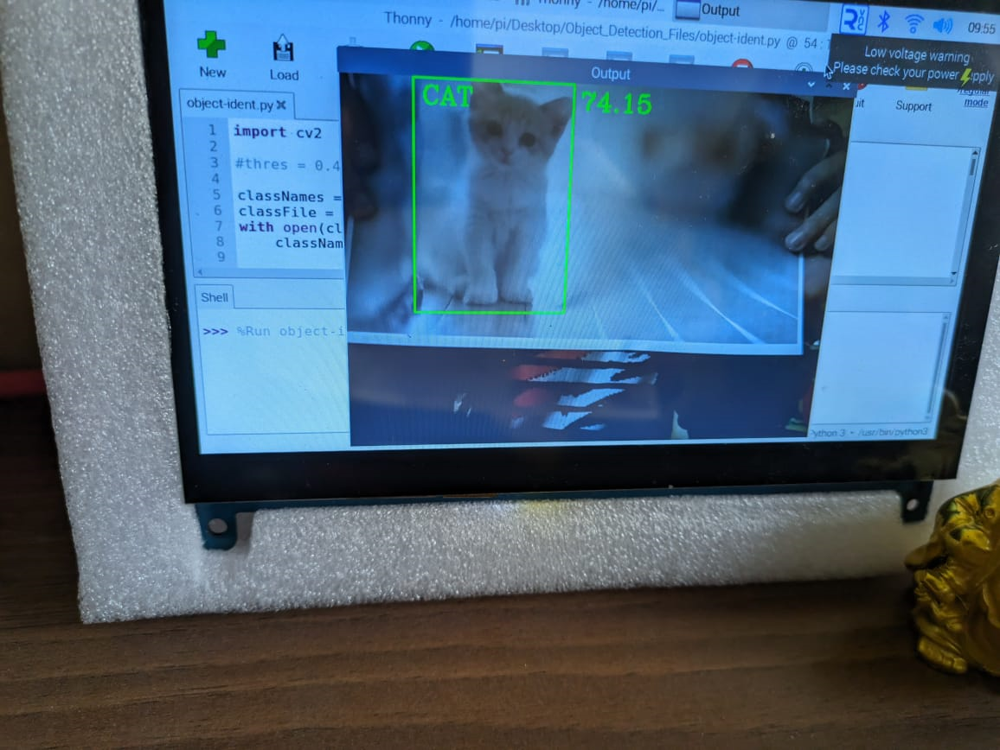 Output
09:55
Thonny - /home/pi/Desktop/Object_Detection_Files/object-ident.py @ 54 :
Low voltage warning
Please check your power
New
Load
Output
Support
mode
object-ident.py
CAT
74.15
1 import cv2
2
3 #thres = 0.4
4
5 classNames =
6 classFile =
7 with open(cl
8 classNam
9
Shell
>>> %Run object-i
Python 3 - /usr/bin/python3